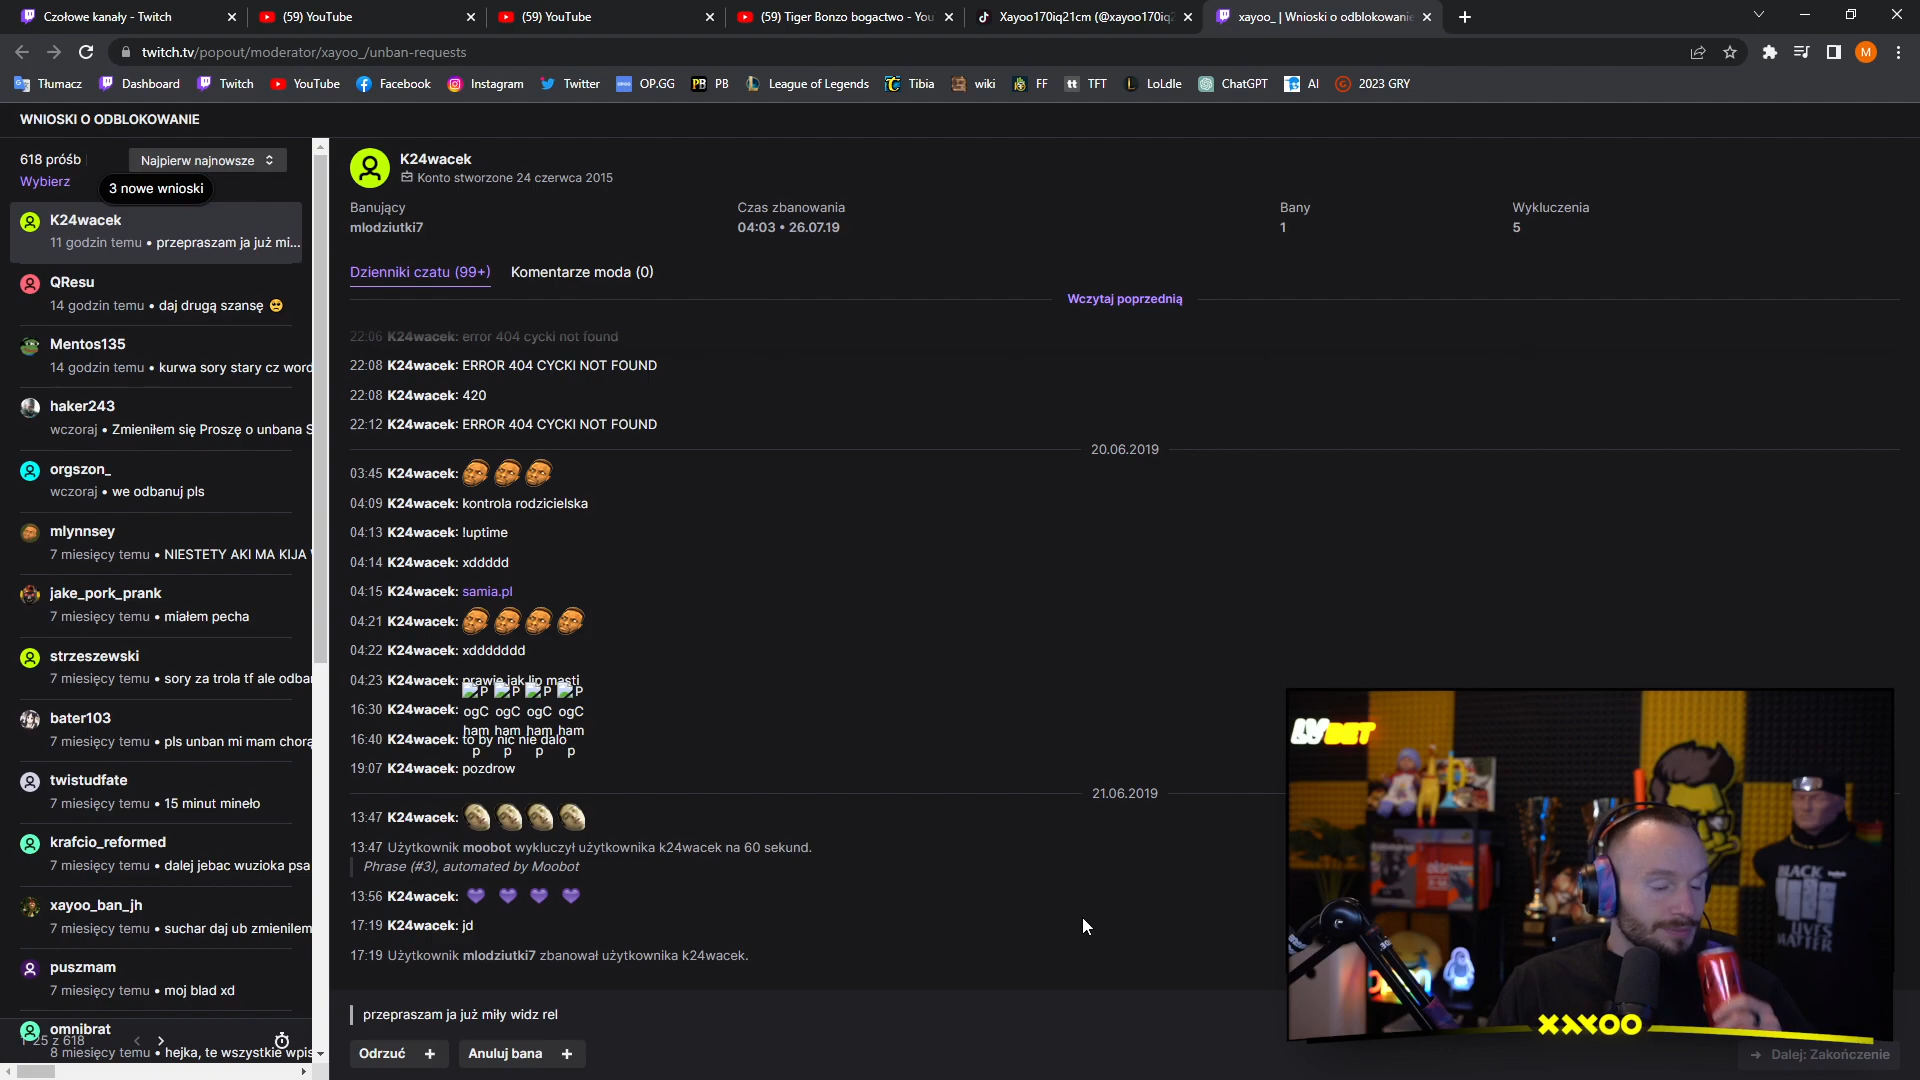 Czołowe kanały - Twitch
(59) YouTube
(59) YouTube
(59) Tiger Bonzo bogactwo - You
Xayoo170iq21cm (@xayoo170iq2
xayoo_ | Wnioski o odblokowanie
twitch.tv/popout/moderator/xayoo_/unban-requests
M
Tłumacz
Dashboard
Twitch
YouTube
Facebook
Instagram
Twitter
OP.GG
PB
League of Legends
Tibia
wiki
FF
TFT
LoLdle
ChatGPT
AI
2023 GRY
WNIOSKI O ODBLOKOWANIE
618 próśb
Najpierw najnowsze
Wybierz
3 nowe wnioski
K24wacek
11 godzin temu • przepraszam ja już mi...
QResu
14 godzin temu • daj drugą szansę 🥺
Mentos135
14 godzin temu • kurwa sory stary cz word
haker243
wczoraj • Zmieniłem się Proszę o unbana S
orgszon_
wczoraj • we odbanuj pls
mlynnsey
7 miesięcy temu • NIESTETY AKI MA KIJA
jake_pork_prank
7 miesięcy temu • miałem pecha
strzeszewski
7 miesięcy temu • sory za trola tf ale odba
bater103
7 miesięcy temu • pls unban mi mam chorą
twistudfate
7 miesięcy temu • 15 minut mineło
krafcio_reformed
7 miesięcy temu • dalej jebac wuzioka psa
xayoo_ban_jh
7 miesięcy temu • suchar daj ub zmienilem
puszmam
7 miesięcy temu • moj blad xd
omnibrat
8 miesięcy temu • hejka, te wszystkie wpis
25 z 618
K24wacek
Konto stworzone 24 czerwca 2015
Banujący
mlodziutki7
Czas zbanowania
04:03 • 26.07.19
Bany
1
Wykluczenia
5
Dzienniki czatu (99+)
Komentarze moda (0)
Wczytaj poprzednią
22:06 K24wacek: error 404 cycki not found
22:08 K24wacek: ERROR 404 CYCKI NOT FOUND
22:08 K24wacek: 420
22:12 K24wacek: ERROR 404 CYCKI NOT FOUND
20.06.2019
03:45 K24wacek:
04:09 K24wacek: kontrola rodzicielska
04:13 K24wacek: !uptime
04:14 K24wacek: xddddd
04:15 K24wacek: samia.pl
04:21 K24wacek:
04:22 K24wacek: xddddddd
04:23 K24wacek: prawie jak lip masti
16:30 K24wacek: PogChamp PogChamp PogChamp PogChamp
16:40 K24wacek: to by nic nie dalo
19:07 K24wacek: pozdrow
21.06.2019
13:47 K24wacek:
13:47 Użytkownik moobot wykluczył użytkownika k24wacek na 60 sekund.
Phrase (#3), automated by Moobot
13:56 K24wacek: 💜 💜 💜 💜
17:19 K24wacek: jd
17:19 Użytkownik mlodziutki7 zbanował użytkownika k24wacek.
przepraszam ja już miły widz rel
Odrzuć +
Anuluj bana +
Dalej: Zakończenie
LVBET
BLACK
LIVES
MATTER
XAYOO